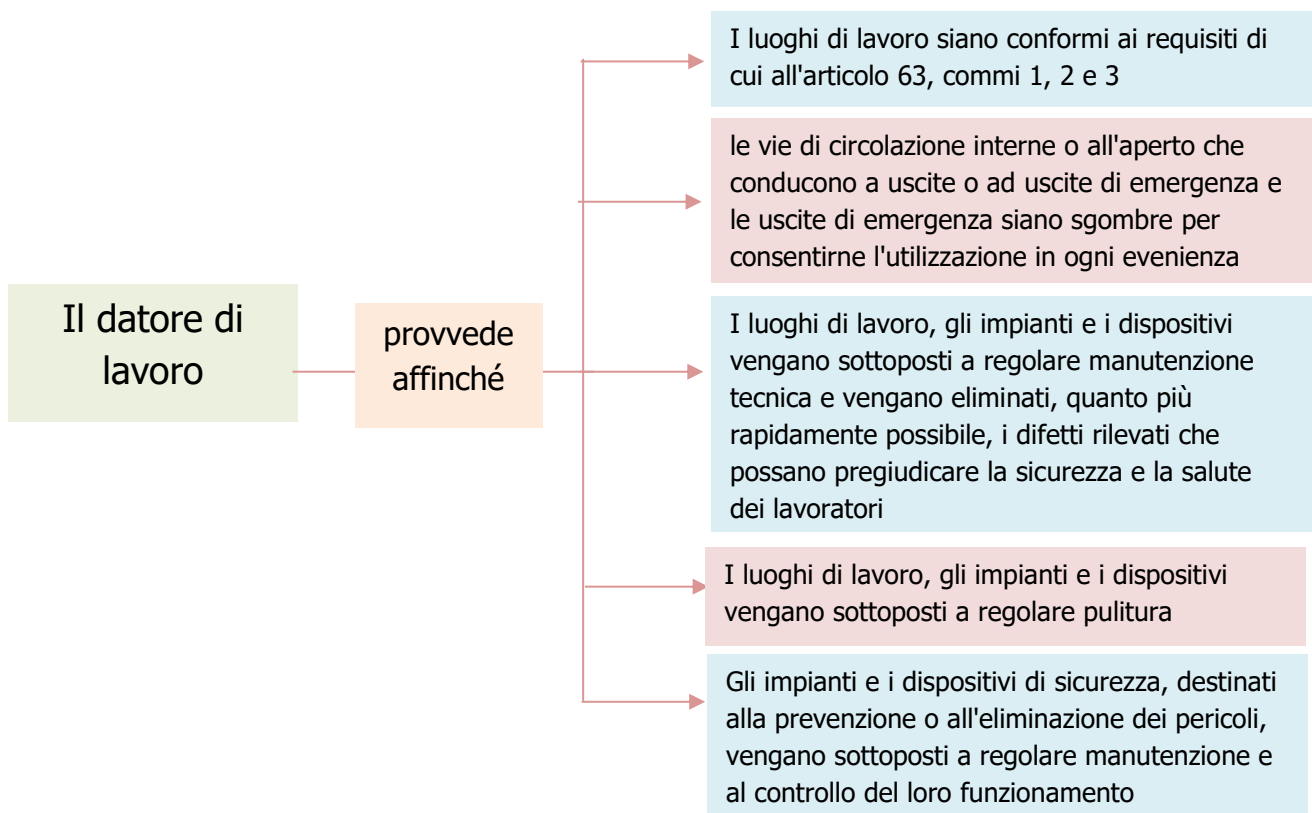 Il datore di
lavoro
provvede
affinché
I luoghi di lavoro siano conformi ai requisiti di
cui all'articolo 63, commi 1, 2 e 3
le vie di circolazione interne o all'aperto che
conducono a uscite o ad uscite di emergenza e
le uscite di emergenza siano sgombre per
consentirne l'utilizzazione in ogni evenienza
I luoghi di lavoro, gli impianti e i dispositivi
vengano sottoposti a regolare manutenzione
tecnica e vengano eliminati, quanto più
rapidamente possibile, i difetti rilevati che
possano pregiudicare la sicurezza e la salute
dei lavoratori
I luoghi di lavoro, gli impianti e i dispositivi
vengano sottoposti a regolare pulitura
Gli impianti e i dispositivi di sicurezza, destinati
alla prevenzione o all'eliminazione dei pericoli,
vengano sottoposti a regolare manutenzione e
al controllo del loro funzionamento